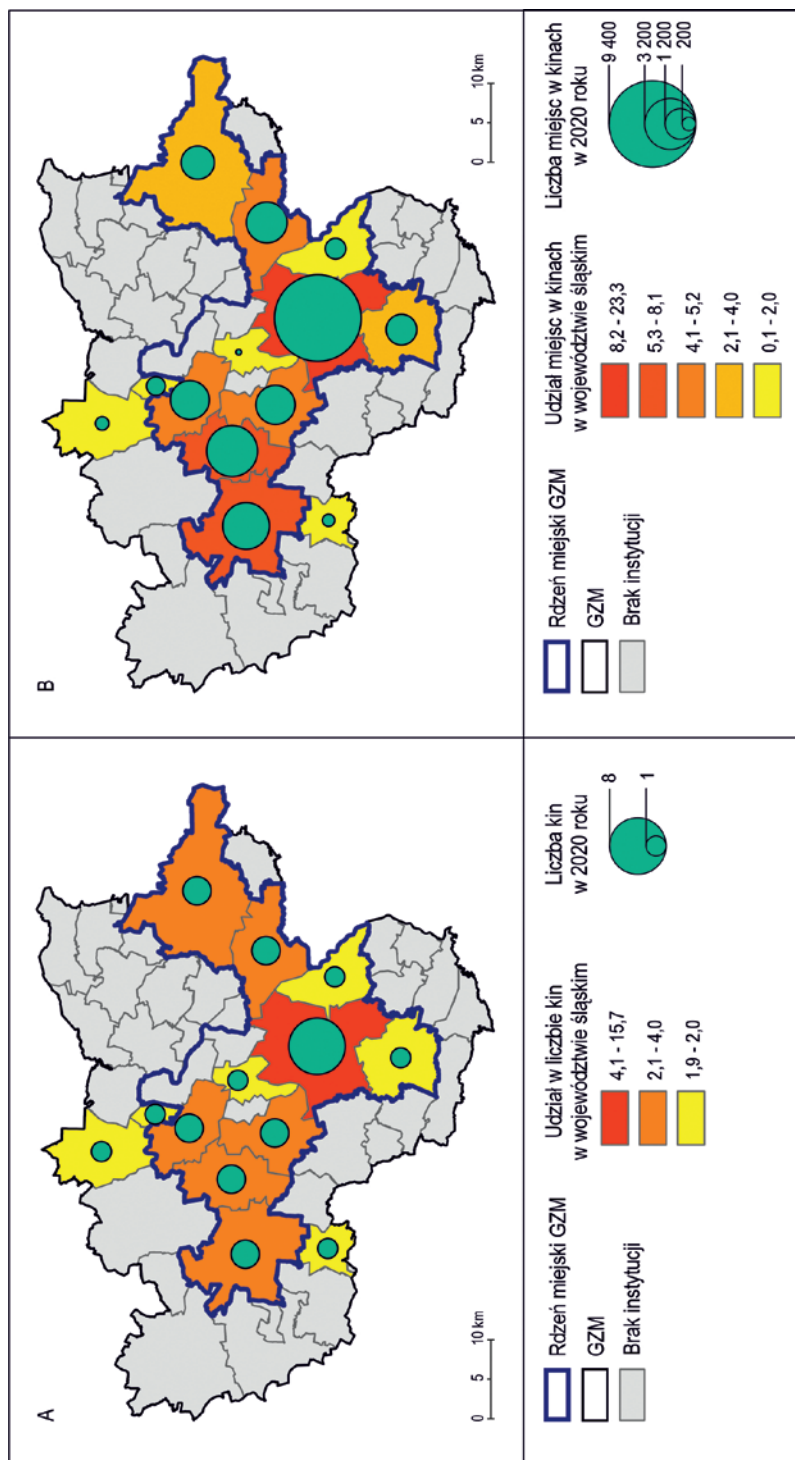 A
0 5 10 km
Rdzeń miejski GZM
GZM
Brak instytucji
Udział w liczbie kin
w województwie śląskim
4,1 - 15,7
2,1 - 4,0
1,9 - 2,0
Liczba kin
w 2020 roku
8
1
B
0 5 10 km
Rdzeń miejski GZM
GZM
Brak instytucji
Udział miejsc w kinach
w województwie śląskim
8,2 - 23,3
5,3 - 8,1
4,1 - 5,2
2,1 - 4,0
0,1 - 2,0
Liczba miejsc w kinach
w 2020 roku
9 400
3 200
1 200
200